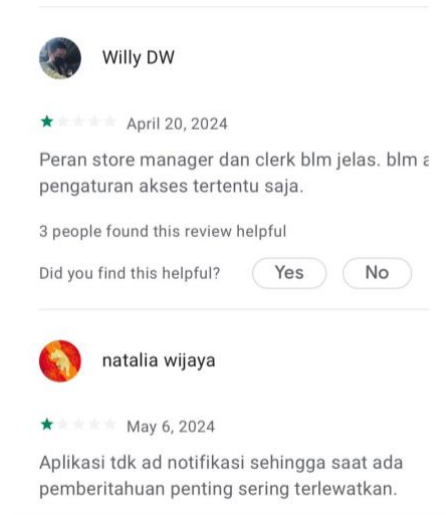 Willy DW
April 20, 2024
Peran store manager dan clerk blm jelas. blm
pengaturan akses tertentu saja.
3 people found this review helpful
Did you find this helpful? Yes No
natalia wijaya
May 6, 2024
Aplikasi tdk ad notifikasi sehingga saat ada
pemberitahuan penting sering terlewatkan.